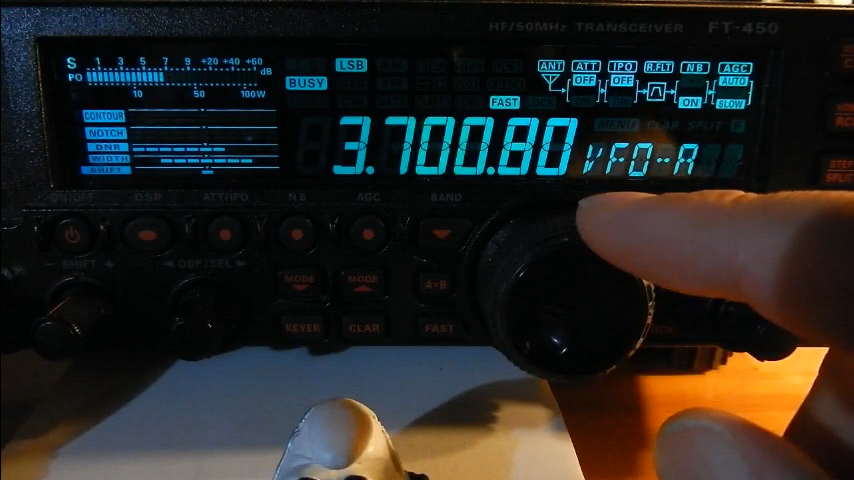 HF/50MHz TRANSCEIVER FT-450
S 1 3 5 7 9 +20 +40 +60 dB
PO 10 50 100W
LSB
BUSY
FAST
ANT ATT IPO R.FLT NB AGC
OFF OFF AUTO
ON SLOW
CONTOUR
NOTCH
DNR
WIDTH
SHIFT
3.700.80 VFO-A
MENU CLAR SPLIT
ON/OFF DSP ATT/IPO NB AGC BAND
- SHIFT + ◄ DSP/SEL ►
MODE MODE A=B
KEYER CLAR FAST
STEP
SPLIT